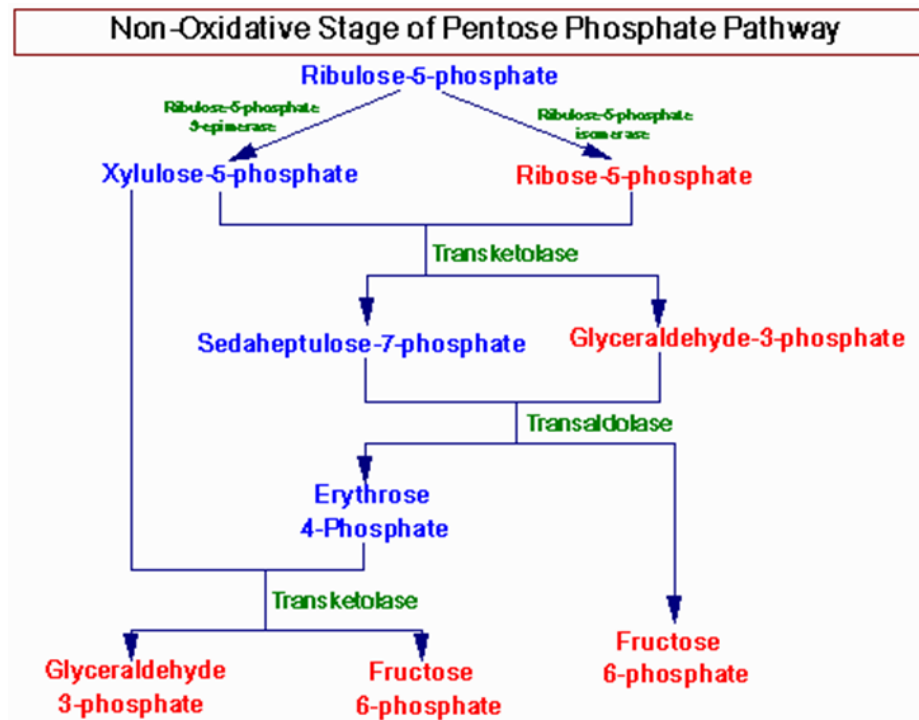 Non-Oxidative Stage of Pentose Phosphate Pathway
Ribulose-5-phosphate
Ribulose-5-phosphate
3-epimerase
Ribulose-5-phosphate
isomerase
Xylulose-5-phosphate
Ribose-5-phosphate
Transketolase
Sedaheptulose-7-phosphate
Glyceraldehyde-3-phosphate
Transaldolase
Erythrose
4-Phosphate
Transketolase
Glyceraldehyde
3-phosphate
Fructose
6-phosphate
Fructose
6-phosphate